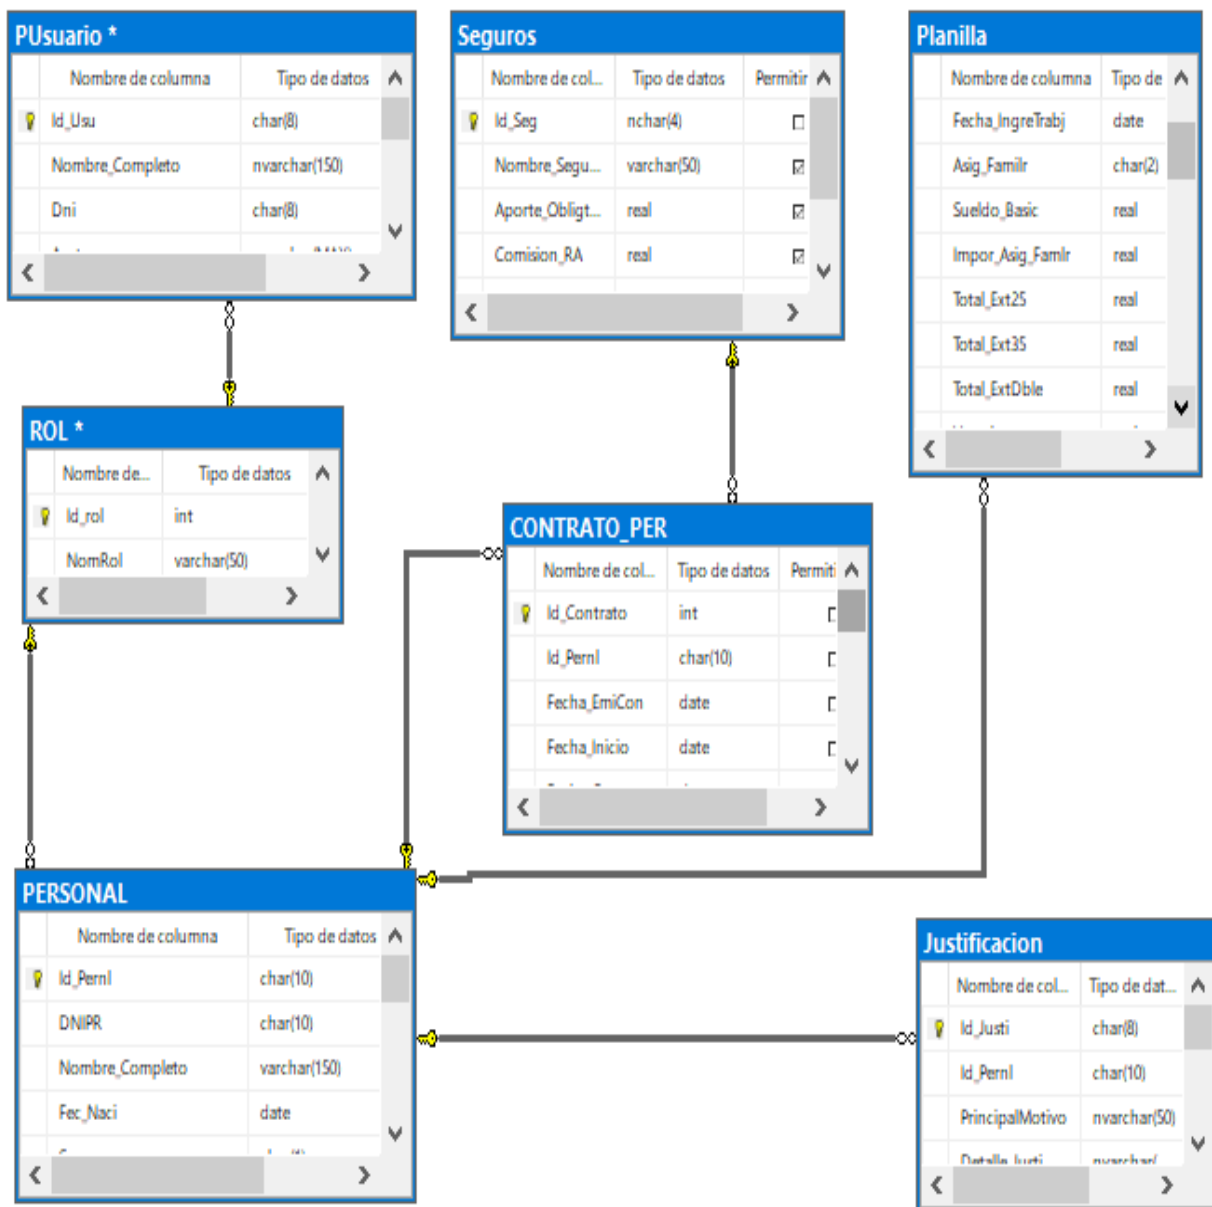 PUsuario *
Nombre de columna Tipo de datos
Id_Usu char(8)
Nombre_Completo nvarchar(150)
Dni char(8)
Seguros
Nombre de col... Tipo de datos Permitir
Id_Seg nchar(4)
Nombre_Segu... varchar(50)
Aporte_Obligt... real
Comision_RA real
Planilla
Nombre de columna Tipo de
Fecha_IngreTrabj date
Asig_Familr char(2)
Sueldo_Basic real
Impor_Asig_Famlr real
Total_Ext25 real
Total_Ext35 real
Total_ExtDble real
ROL *
Nombre de... Tipo de datos
Id_rol int
NomRol varchar(50)
CONTRATO_PER
Nombre de col... Tipo de datos Permiti
Id_Contrato int
Id_Pernl char(10)
Fecha_EmiCon date
Fecha_Inicio date
PERSONAL
Nombre de columna Tipo de datos
Id_Pernl char(10)
DNIPR char(10)
Nombre_Completo varchar(150)
Fec_Naci date
Justificacion
Nombre de col... Tipo de dat...
Id_Justi char(8)
Id_Pernl char(10)
PrincipalMotivo nvarchar(50)
Detalle_Justi nvarchar(